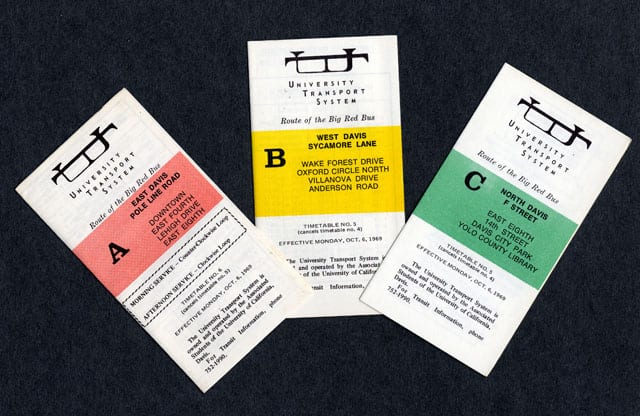 UNIVERSITY
TRANSPORT
SYSTEM
Route of the Big Red Bus
A
EAST DAVIS
POLE LINE ROAD
DOWNTOWN
EAST FOURTH
LEHIGH DRIVE
EAST EIGHTH
MORNING SERVICE - Counter-Clockwise Loop
AFTERNOON SERVICE - Clockwise Loop
TIMETABLE NO. 6
(cancels timetable no. 5)
EFFECTIVE MONDAY, OCT. 6, 1969
The University Transport System is
owned and operated by the Associated
Students of the University of California,
Davis.
For Transit Information, phone
752-1990.
UNIVERSITY
TRANSPORT
SYSTEM
Route of the Big Red Bus
B
WEST DAVIS
SYCAMORE LANE
WAKE FOREST DRIVE
OXFORD CIRCLE NORTH
VILLANOVA DRIVE
ANDERSON ROAD
TIMETABLE NO. 5
(cancels timetable no. 4)
EFFECTIVE MONDAY, OCT. 6, 1969
The University Transport System is
and operated by the Associated
of the University of California,
Transit Information, phone
UNIVERSITY
TRANSPORT
SYSTEM
Route of the Big Red Bus
C
NORTH DAVIS
F STREET
EAST EIGHTH
14th STREET
DAVIS CITY PARK
YOLO COUNTY LIBRARY
TIMETABLE NO. 5
(cancels timetable no. 4)
EFFECTIVE MONDAY, OCT. 6, 1969
The University Transport System is
owned and operated by the Associated
Students of the University of California,
Davis.
For Transit Information, phone
752-1990.